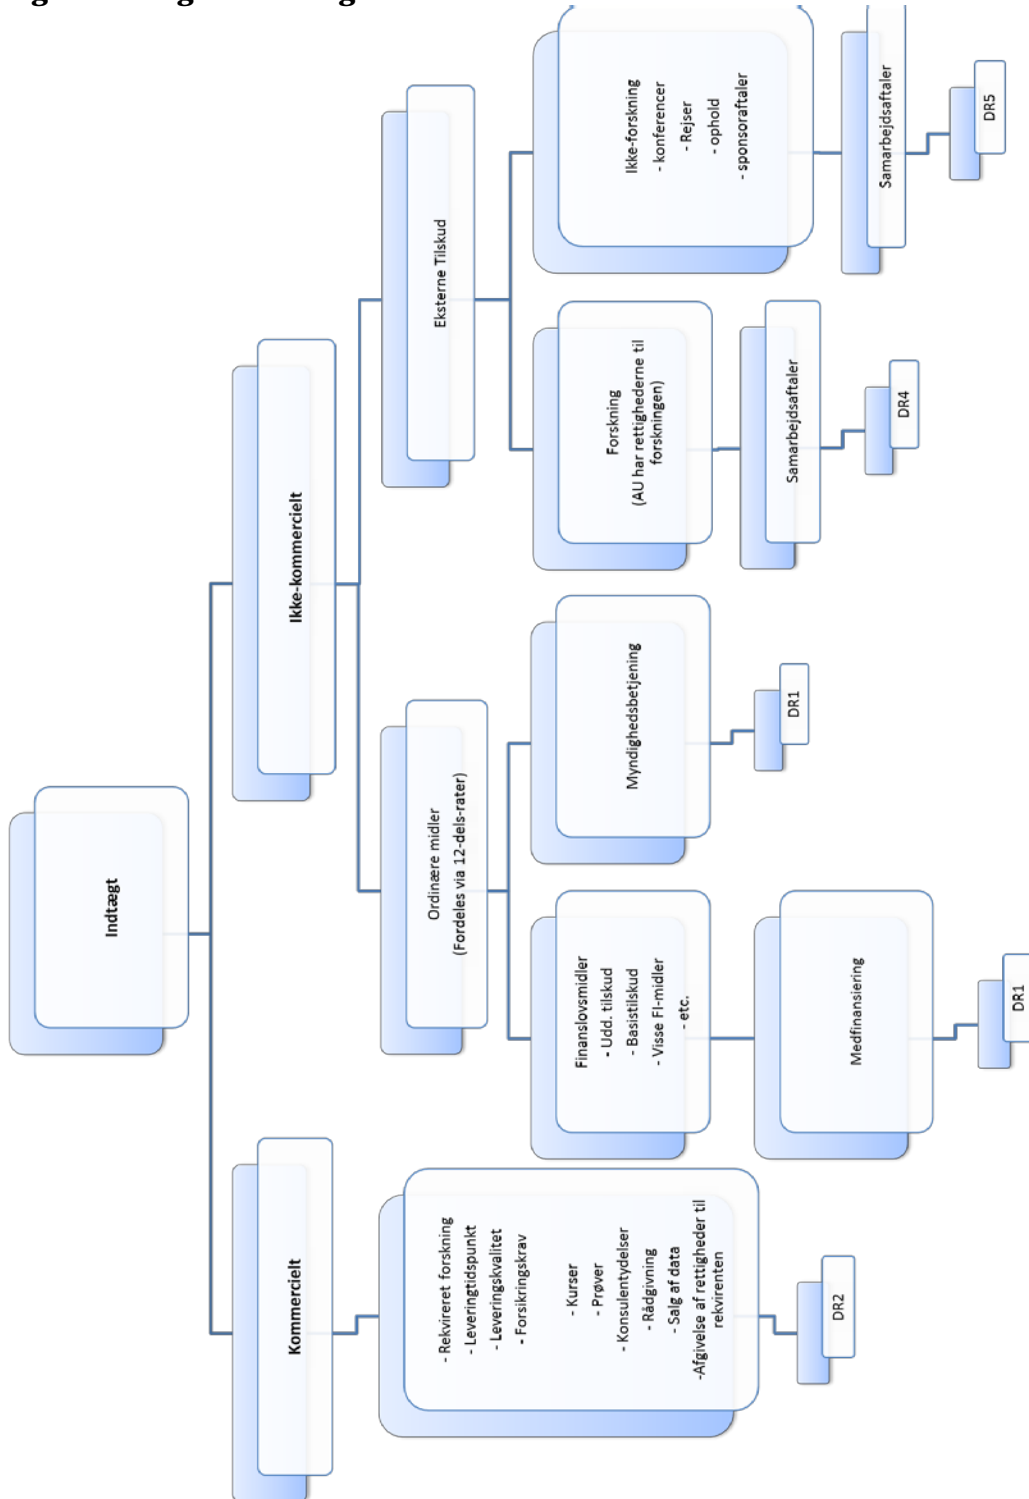 Indtægt
Kommercielt
- Rekvireret forskning
- Leveringtidspunkt
- Leveringskvalitet
- Forsikringskrav
- Kurser
- Prøver
- Konsulentydelser
- Rådgivning
- Salg af data
-Afgivelse af rettigheder til
rekvirenten
DR2
Ikke-kommercielt
Ordinære midler
(Fordeles via 12-dels-rater)
Finanslovsmidler
- Udd. tilskud
- Basistilskud
- Visse FI-midler
- etc.
Medfinansiering
DR1
Myndighedsbetjening
DR1
Eksterne Tilskud
Forskning
(AU har rettighederne til
forskningen)
Samarbejdsaftaler
DR4
Ikke-forskning
- konferencer
- Rejser
- ophold
- sponsoraftaler
Samarbejdsaftaler
DR5